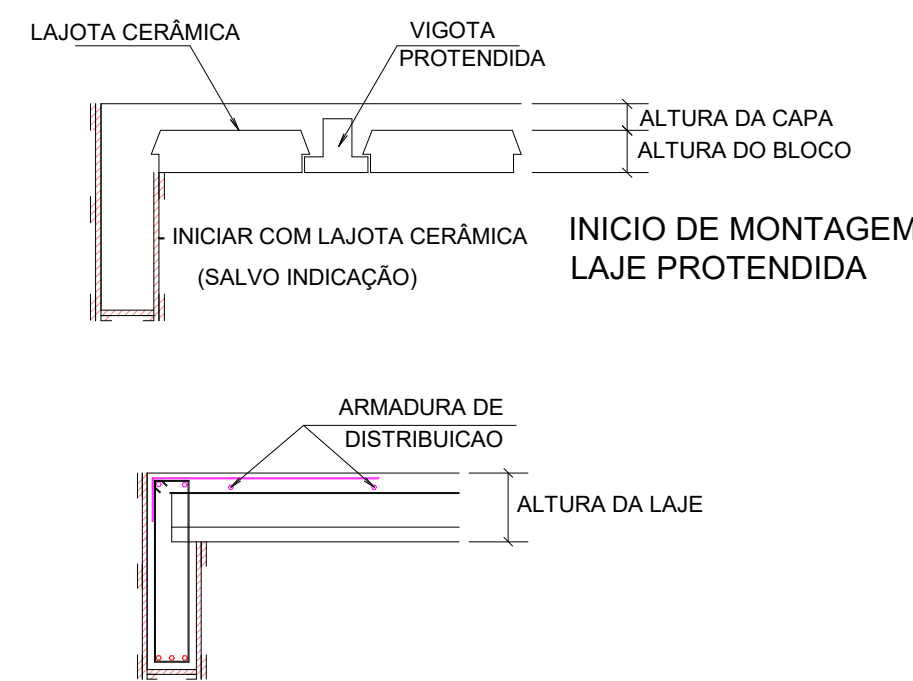 LAJOTA CERÂMICA
VIGOTA
PROTENDIDA
ALTURA DA CAPA
ALTURA DO BLOCO
INICIAR COM LAJOTA CERÂMICA
(SALVO INDICAÇÃO)
INICIO DE MONTAGEM
LAJE PROTENDIDA
ARMADURA DE
DISTRIBUICAO
ALTURA DA LAJE